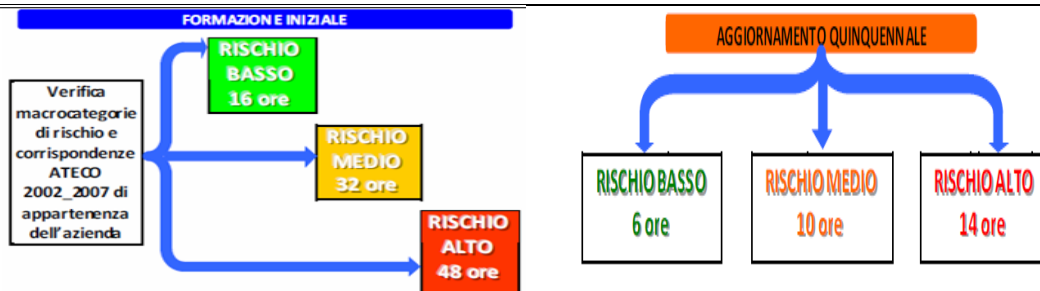 FORMAZIONE INIZIALE
Verifica
macrocategorie
di rischio e
corrispondenze
ATECO
2002_2007 di
appartenenza
dell'azienda
RISCHIO
BASSO
16 ore
RISCHIO
MEDIO
32 ore
RISCHIO
ALTO
48 ore
AGGIORNAMENTO QUINQUENNALE
RISCHIO BASSO
6 ore
RISCHIO MEDIO
10 ore
RISCHIO ALTO
14 ore